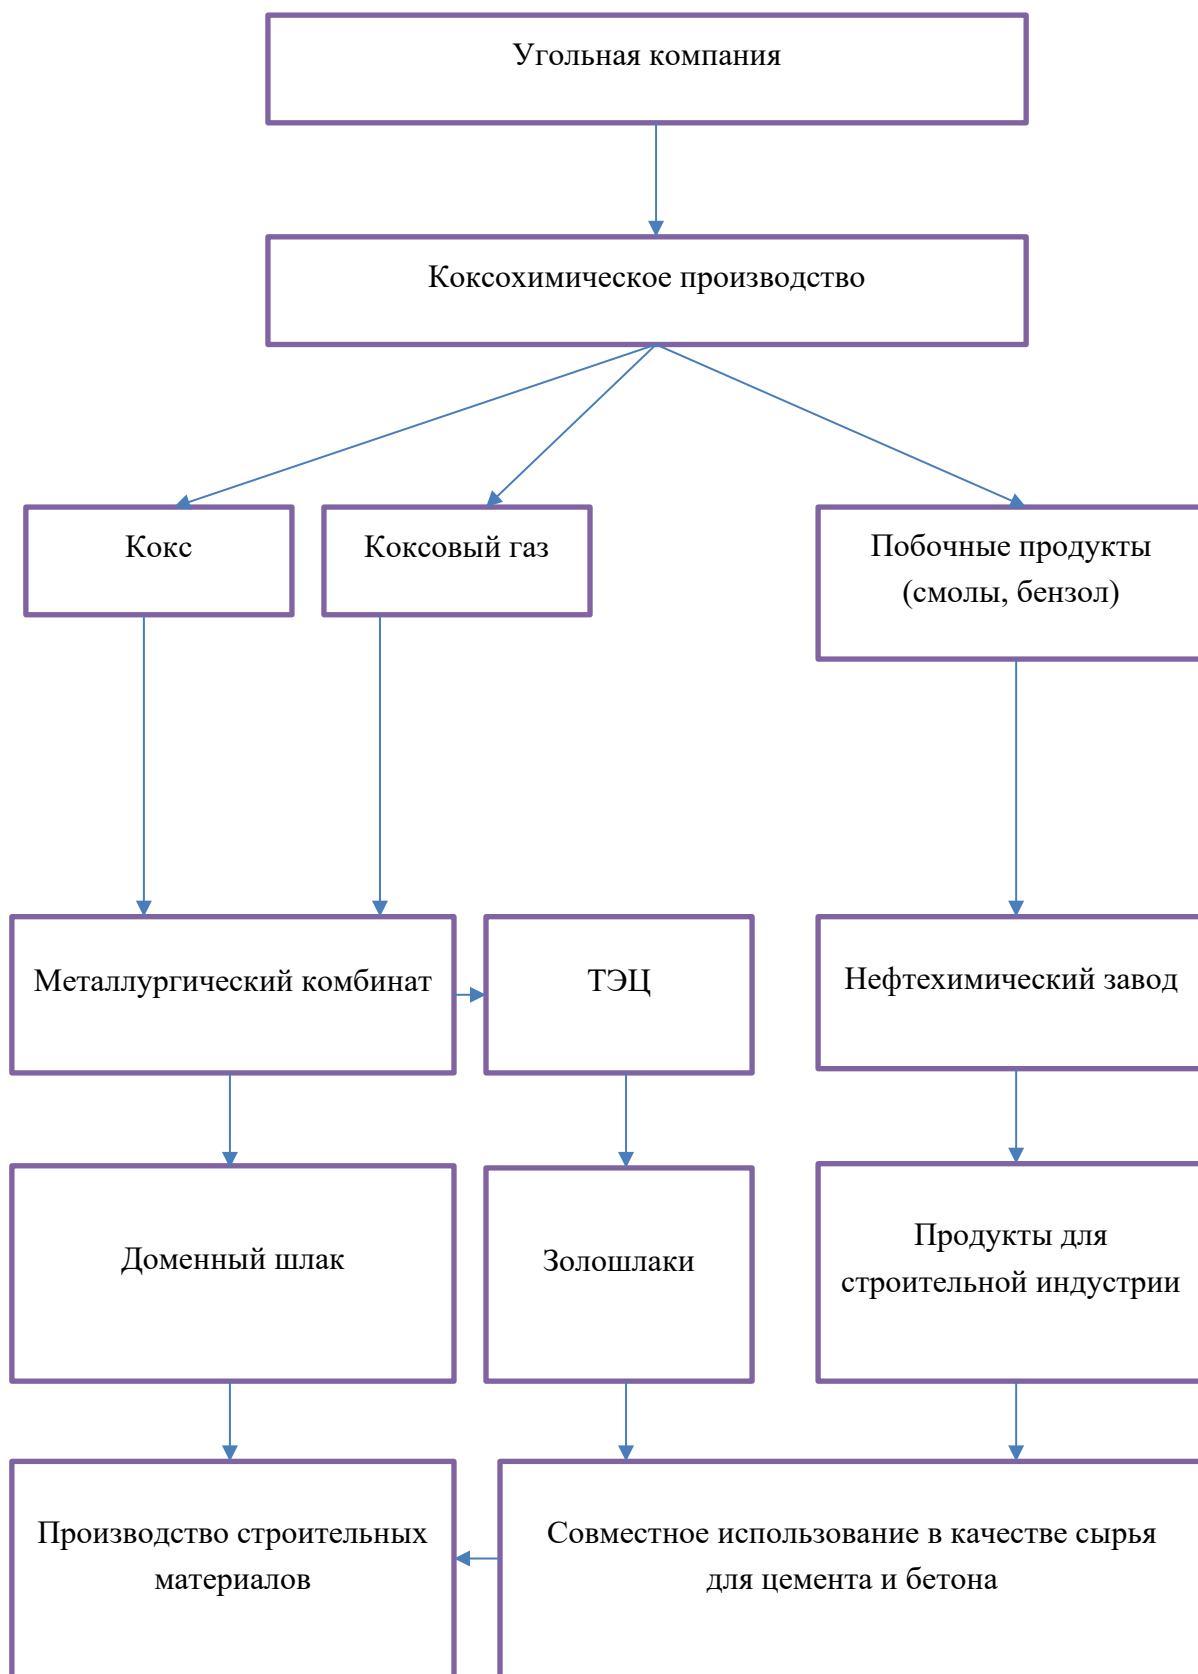 Угольная компания
Коксохимическое производство
Кокс
Коксовый газ
Побочные продукты
(смолы, бензол)
Металлургический комбинат
ТЭЦ
Нефтехимический завод
Доменный шлак
Золошлаки
Продукты для
строительной индустрии
Производство строительных
материалов
Совместное использование в качестве сырья
для цемента и бетона